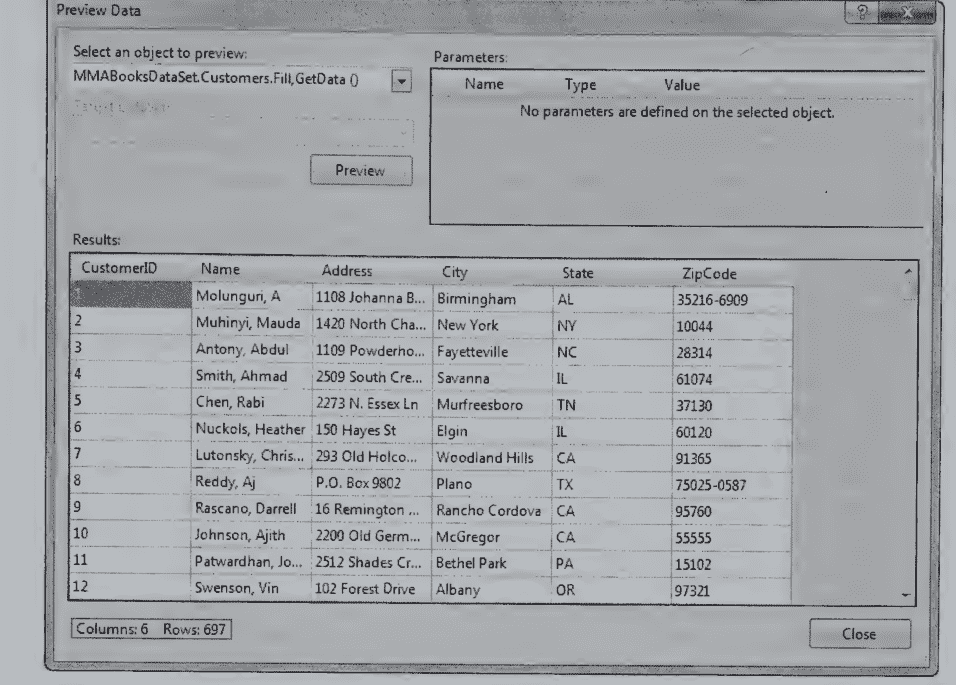 Preview Data
Select an object to preview:
MMABooksDataSet.Customers.Fill,GetData ()
Preview
Parameters:
Name Type Value
No parameters are defined on the selected object.
Results:
CustomerID Name Address City State ZipCode
1 Molunguri, A 1108 Johanna B... Birmingham AL 35216-6909
2 Muhinyi, Mauda 1420 North Cha... New York NY 10044
3 Antony, Abdul 1109 Powderho... Fayetteville NC 28314
4 Smith, Ahmad 2509 South Cre... Savanna IL 61074
5 Chen, Rabi 2273 N. Essex Ln Murfreesboro TN 37130
6 Nuckols, Heather 150 Hayes St Elgin IL 60120
7 Lutonsky, Chris... 293 Old Holco... Woodland Hills CA 91365
8 Reddy, Aj P.O. Box 9802 Plano TX 75025-0587
9 Rascano, Darrell 16 Remington ... Rancho Cordova CA 95760
10 Johnson, Ajith 2200 Old Germ... McGregor CA 55555
11 Patwardhan, Jo... 2512 Shades Cr... Bethel Park PA 15102
12 Swenson, Vin 102 Forest Drive Albany OR 97321
Columns: 6 Rows: 697
Close